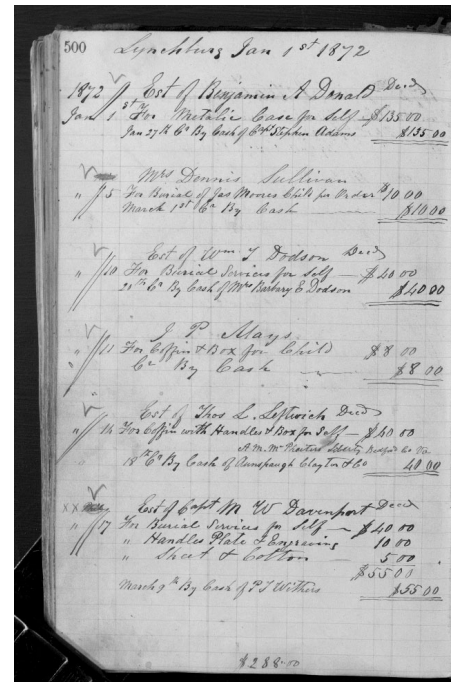 500
Lynchburg Jan 1st 1872
1872 Est of Benjamin A Donald Decd
Jan 1st For Metalic Case for Self — $135.00
Jan 27th Cr By Cash of Capt Stephen Adams $135.00
Mrs Dennis Sullivan
" 5 For Burial of Jas Moores Child per Order $10.00
March 1st Cr By Cash — $10.00
Est of Wm T Dodson Decd
" 10 For Burial Services for Self — $40 00
20th Cr By Cash of Mrs Barbary E Dodson $40 00
J P Mays
" 11 For Coffin & Box for Child $8 00
" Cr By Cash — $8 00
"
Est of Thos L. Leftwich Decd
" 14 For Coffin with Handles & Box for Self — $40 00
A. M. Liberty Bedford Co Va
18th Cr By Cash of Clayton & Co 40.00
xx Est of Capt M W Davenport Decd
" 17 For Burial Services for Self — $40.00
" Handles Plate & Engraving 10.00
" Sheet & Cotton — 5.00
$55 00
March 9th By Cash of P T Withers $55 00
$288.00